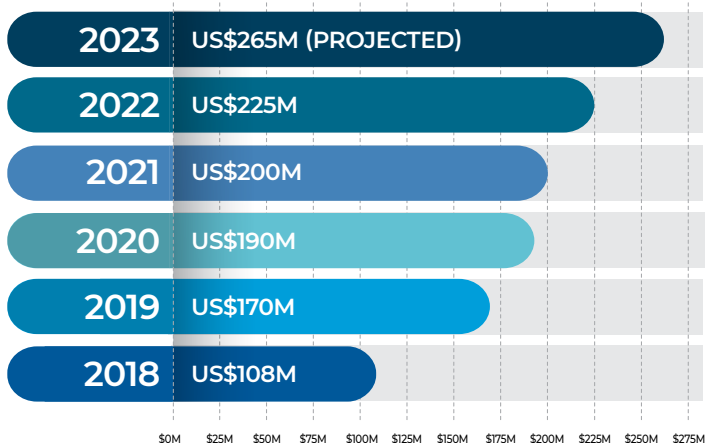 2023 US$265M (PROJECTED)
2022 US$225M
2021 US$200M
2020 US$190M
2019 US$170M
2018 US$108M
$0M $25M $50M $75M $100M $125M $150M $175M $200M $225M $250M $275M